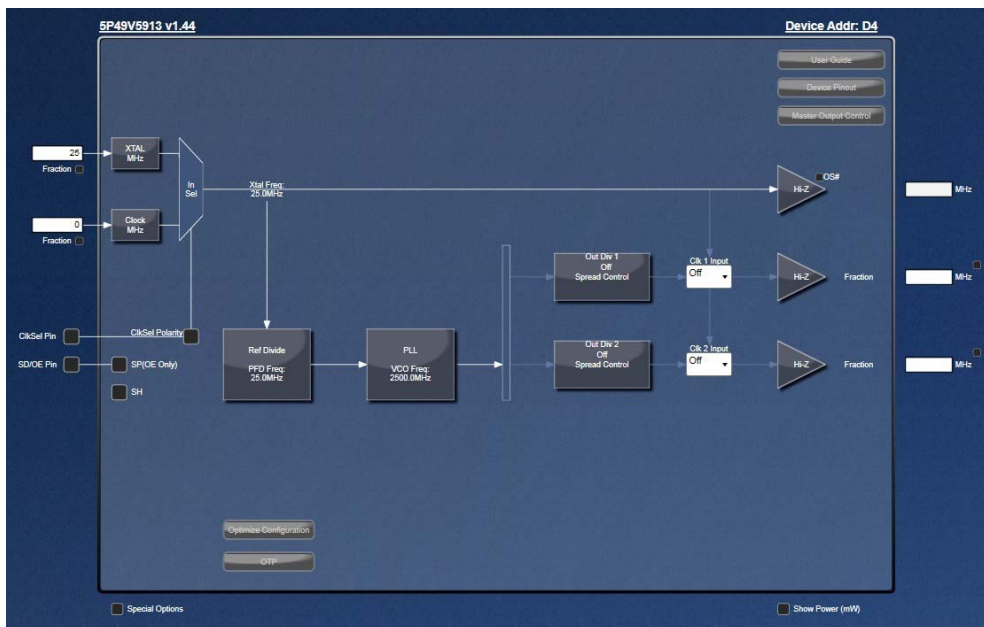 5P49V5913 v1.44
Device Addr: D4
User Guide
Device Pinout
Master Output Control
25
XTAL
MHz
Fraction
In
Sel
Xtal Freq:
25.0MHz
Hi-Z
OS#
MHz
0
Clock
MHz
Fraction
Out Div 1
Off
Spread Control
Clk 1 Input
Off
Hi-Z
Fraction
MHz
ClkSel Pin
ClkSel Polarity
SD/OE Pin
SP(OE Only)
SH
Ref Divide
PFD Freq:
25.0MHz
PLL
VCO Freq:
2500.0MHz
Out Div 2
Off
Spread Control
Clk 2 Input
Off
Hi-Z
Fraction
MHz
Optimize Configuration
OTP
Special Options
Show Power (mW)